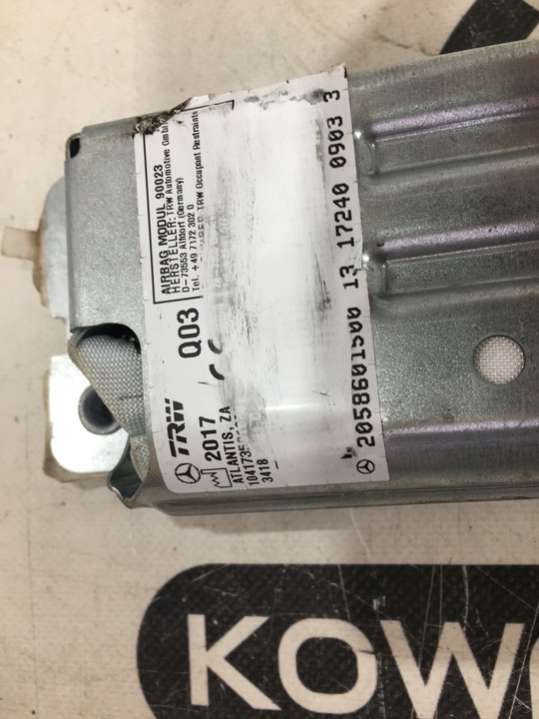 AIRBAG MODUL 90023
HERSTELLER: TRW Automotive GmbH
D-73553 Alfdorf (Germany)
Tel. +49 7172 302 0
TRW Occupant Restraints
Q03
TRW
2017
ATLANTIS, ZA
3418
2058601500 13 17240 0903 3
KOWO